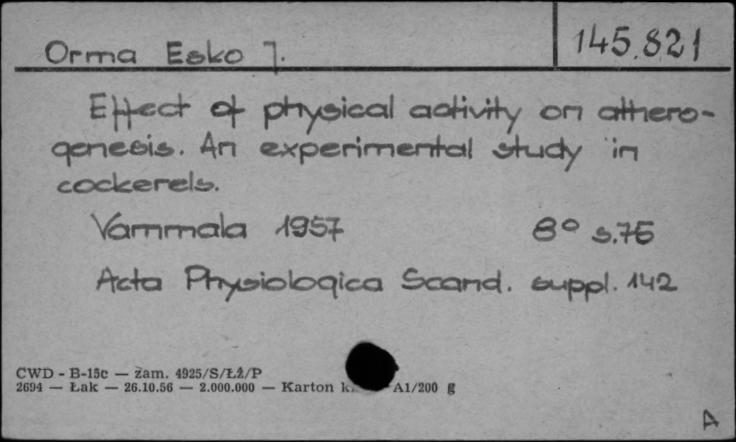 Orma Esko J.
145.821
Effect of physical activity on athero-
genesis. An experimental study in
cockerels.
Vammala 1957 8° s.75
Acta Physiologica Scand. suppl. 142
CWD - B-15c — zam. 4925/S/ŁŻ/P
2694 — Łak — 26.10.56 — 2.000.000 — Karton A1/200 g
A